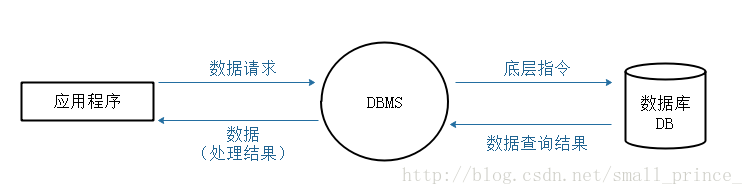 数据请求
底层指令
应用程序
DBMS
数据库
DB
数据
（处理结果）
数据查询结果
http://blog.csdn.net/small_prince_